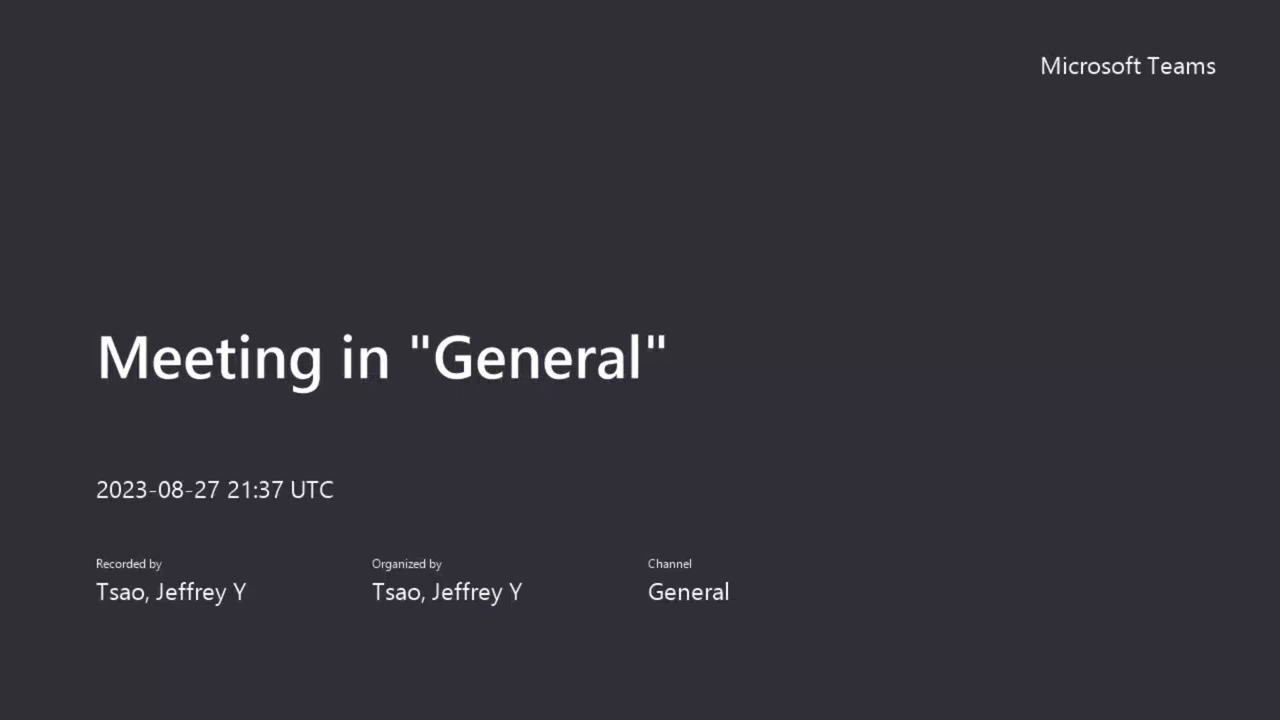 Microsoft Teams
Meeting in "General"
2023-08-27 21:37 UTC
Recorded by
Tsao, Jeffrey Y
Organized by
Tsao, Jeffrey Y
Channel
General